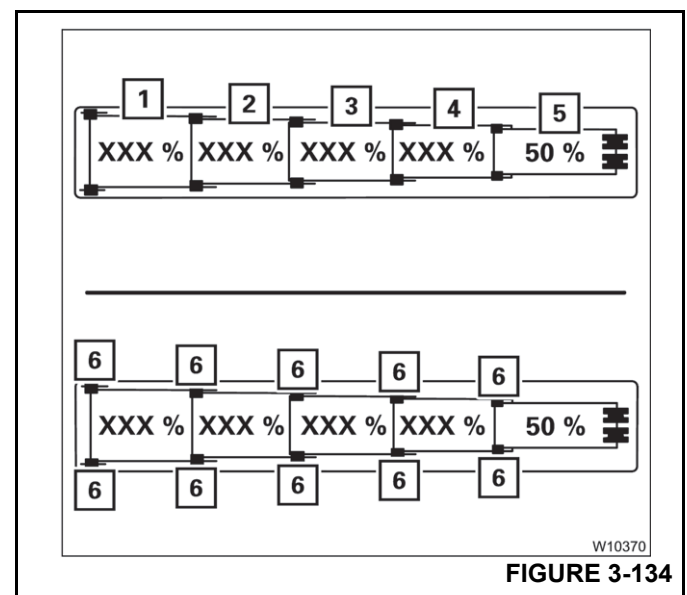 1 2 3 4 5
XXX % XXX % XXX % XXX % 50 %
6 6 6 6 6
XXX % XXX % XXX % XXX % 50 %
6 6 6 6 6
W10370
FIGURE 3-134